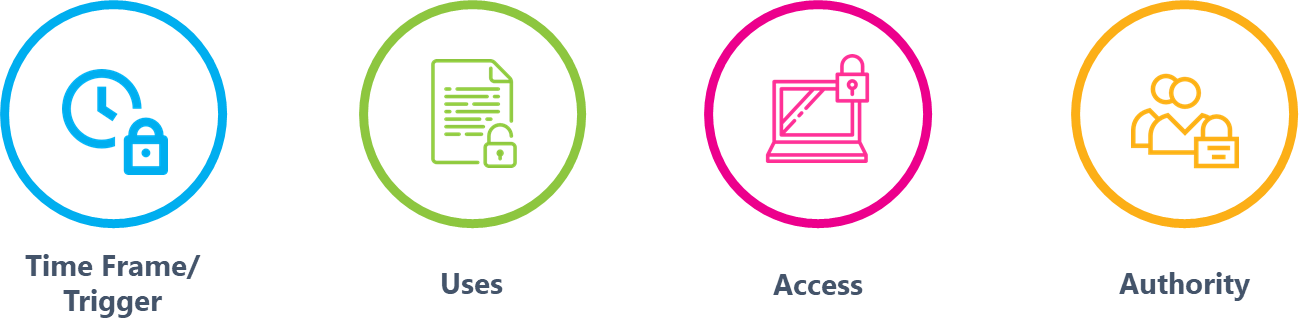 Time Frame/
Trigger
Uses
Access
Authority